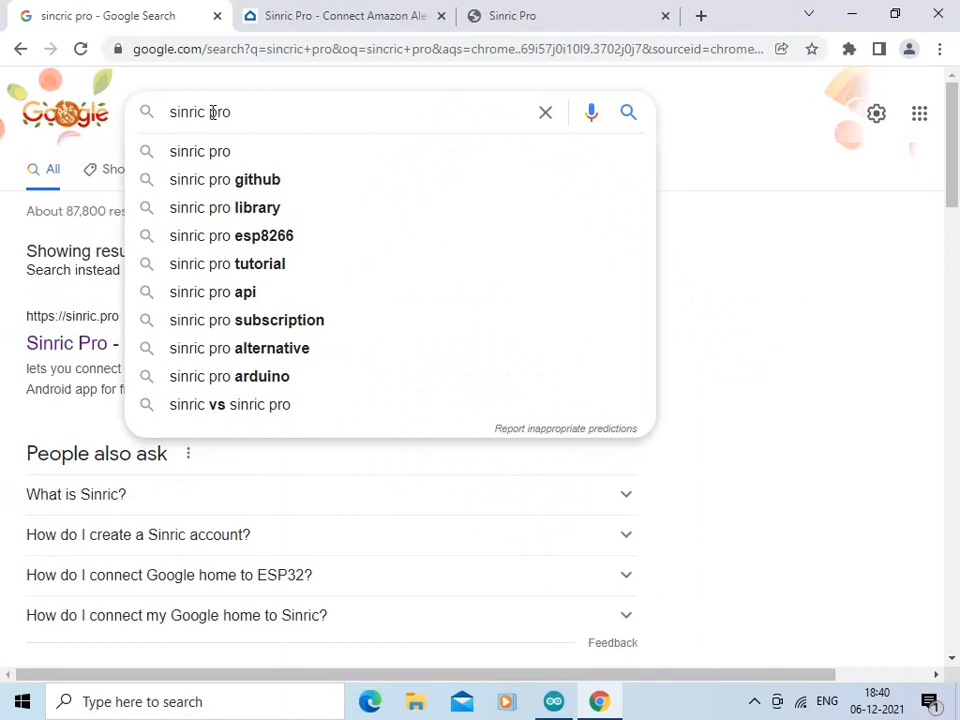 sincric pro - Google Search
Sinric Pro - Connect Amazon Ale
Sinric Pro
google.com/search?q=sincric+pro&oq=sincric+pro&aqs=chrome..69i57j0i10l9.3702j0j7&sourceid=chrome...
Google
sinric pro
sinric pro
sinric pro github
sinric pro library
sinric pro esp8266
sinric pro tutorial
sinric pro api
sinric pro subscription
sinric pro alternative
sinric pro arduino
sinric vs sinric pro
Report inappropriate predictions
All
Sho
About 87,800 res
Showing resu
Search instead
https://sinric.pro
Sinric Pro -
lets you connect
Android app for f
People also ask
What is Sinric?
How do I create a Sinric account?
How do I connect Google home to ESP32?
How do I connect my Google home to Sinric?
Feedback
Type here to search
ENG
18:40
06-12-2021
1